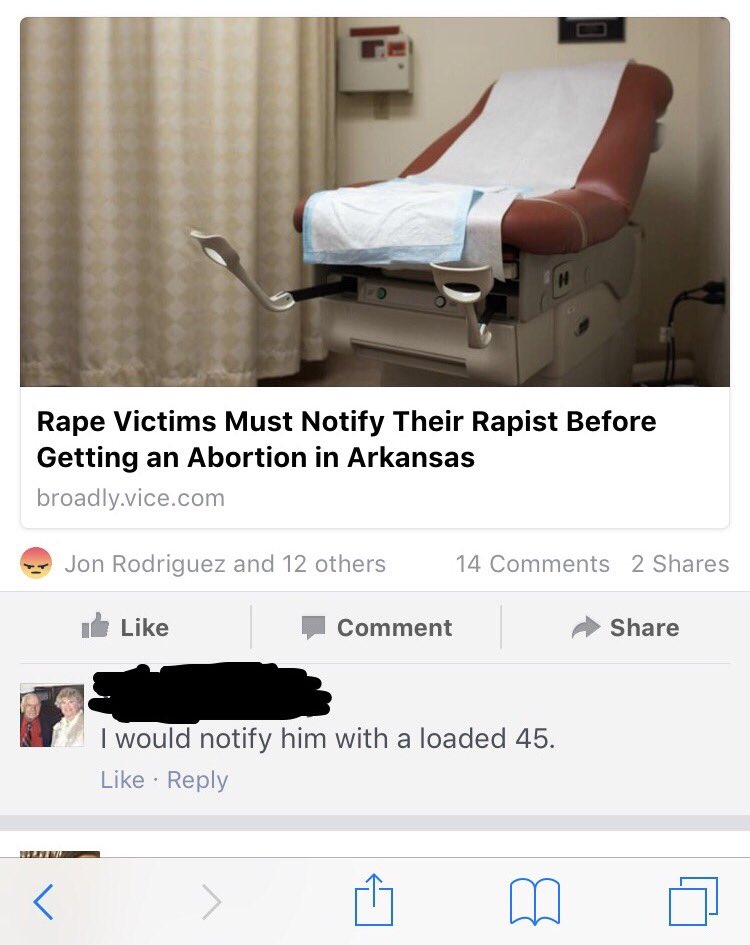 Rape Victims Must Notify Their Rapist Before
Getting an Abortion in Arkansas
broadly.vice.com
Jon Rodriguez and 12 others 14 Comments 2 Shares
Like Comment Share
I would notify him with a loaded 45.
Like · Reply